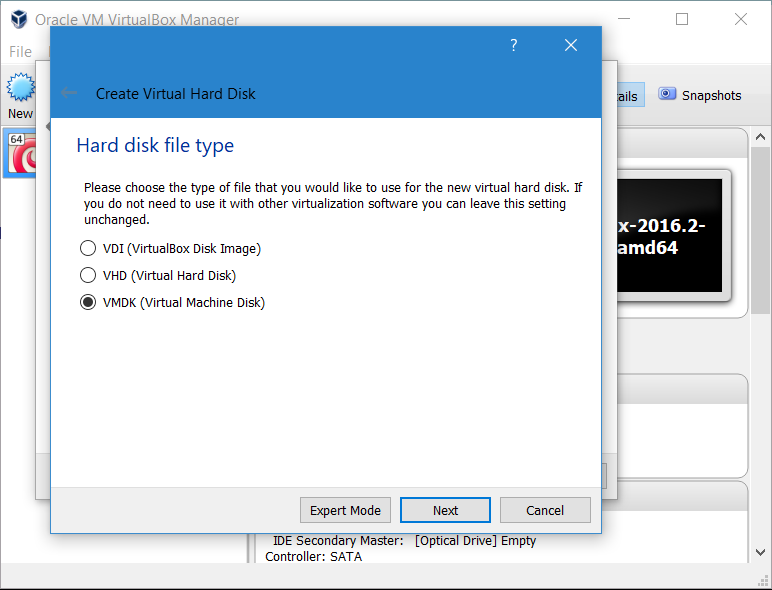 Oracle VM VirtualBox Manager
File
?
Create Virtual Hard Disk
New
ails
Snapshots
64
Hard disk file type
Please choose the type of file that you would like to use for the new virtual hard disk. If
you do not need to use it with other virtualization software you can leave this setting
unchanged.
x-2016.2-
amd64
VDI (VirtualBox Disk Image)
VHD (Virtual Hard Disk)
VMDK (Virtual Machine Disk)
Expert Mode
Next
Cancel
IDE Secondary Master: [Optical Drive] Empty
Controller: SATA